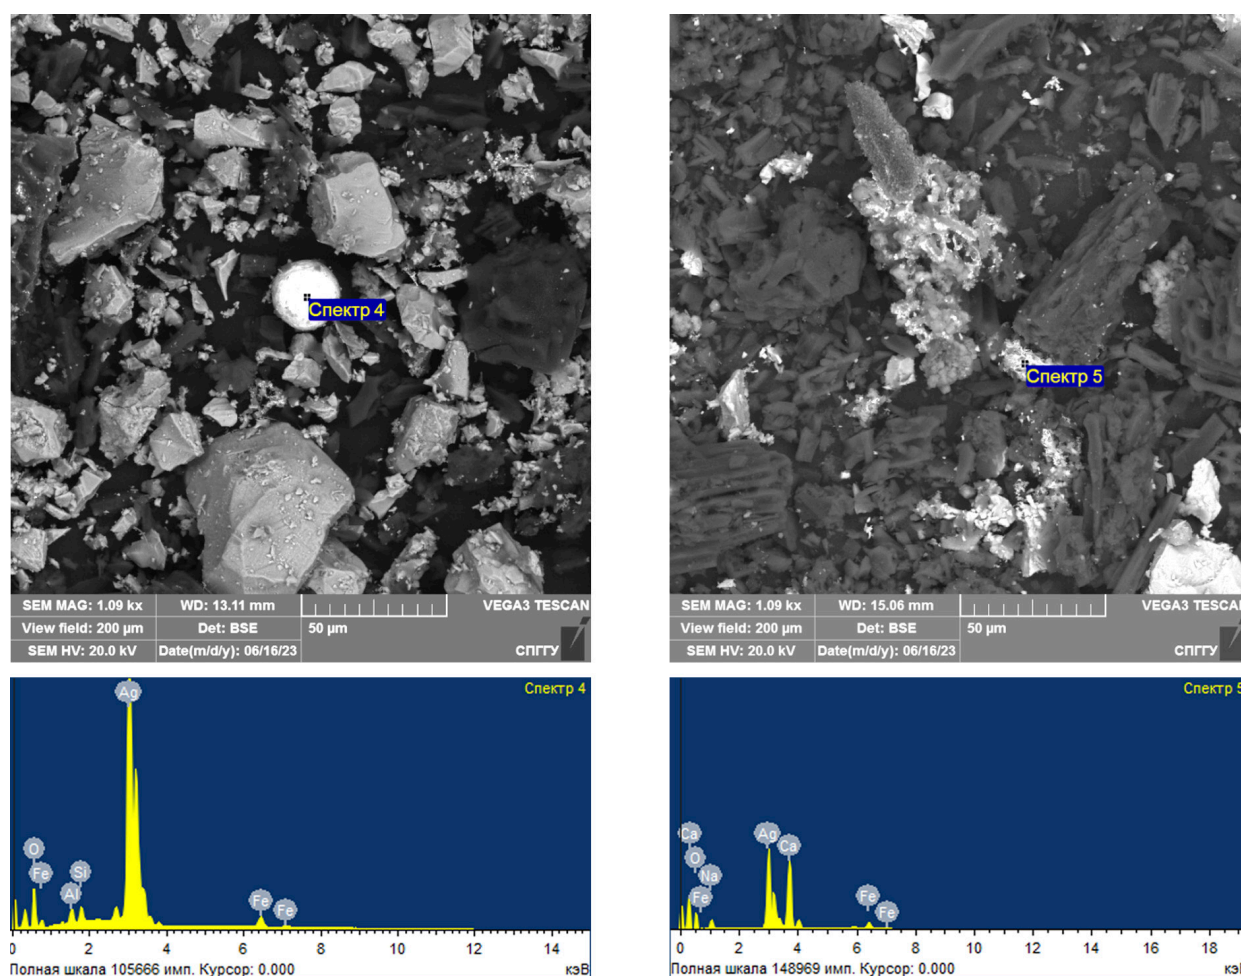 Спектр 4
SEM MAG: 1.09 kx
WD: 13.11 mm
VEGA3 TESCAN
View field: 200 µm
Det: BSE
50 µm
SEM HV: 20.0 kV
Date(m/d/y): 06/16/23
СПГГУ
Спектр 5
SEM MAG: 1.09 kx
WD: 15.06 mm
VEGA3 TESCA
View field: 200 µm
Det: BSE
50 µm
SEM HV: 20.0 kV
Date(m/d/y): 06/16/23
СПГГУ
Спектр 4
Ag
O
Fe
Si
Al
Fe
Fe
0 2 4 6 8 10 12 14
Полная шкала 105666 имп. Курсор: 0.000
кэВ
Спектр 5
Ca
Ag
O
Ca
Na
Fe
Fe
Fe
0 2 4 6 8 10 12 14 16 18
Полная шкала 148969 имп. Курсор: 0.000
кэВ